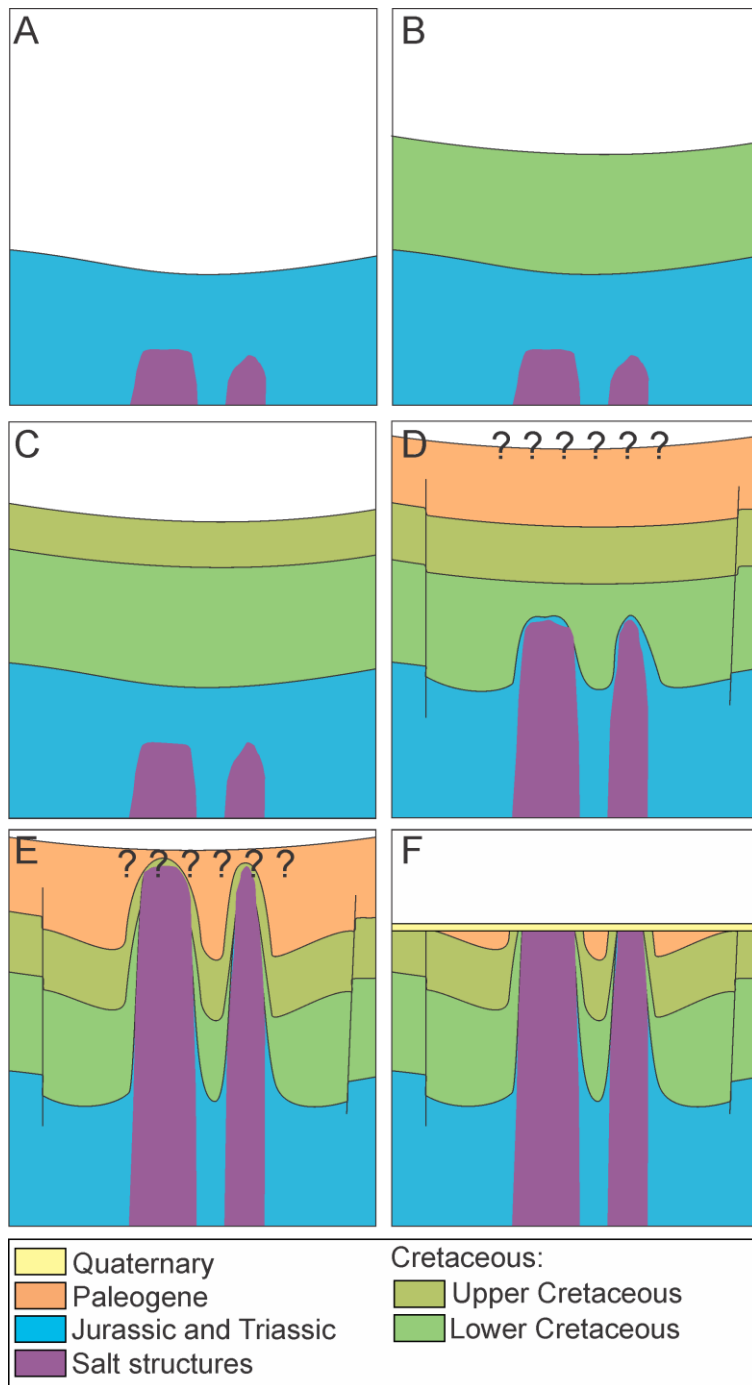 A
B
C
D
? ? ? ? ? ?
E
? ? ? ? ? ?
F
Quaternary
Paleogene
Jurassic and Triassic
Salt structures
Cretaceous:
Upper Cretaceous
Lower Cretaceous